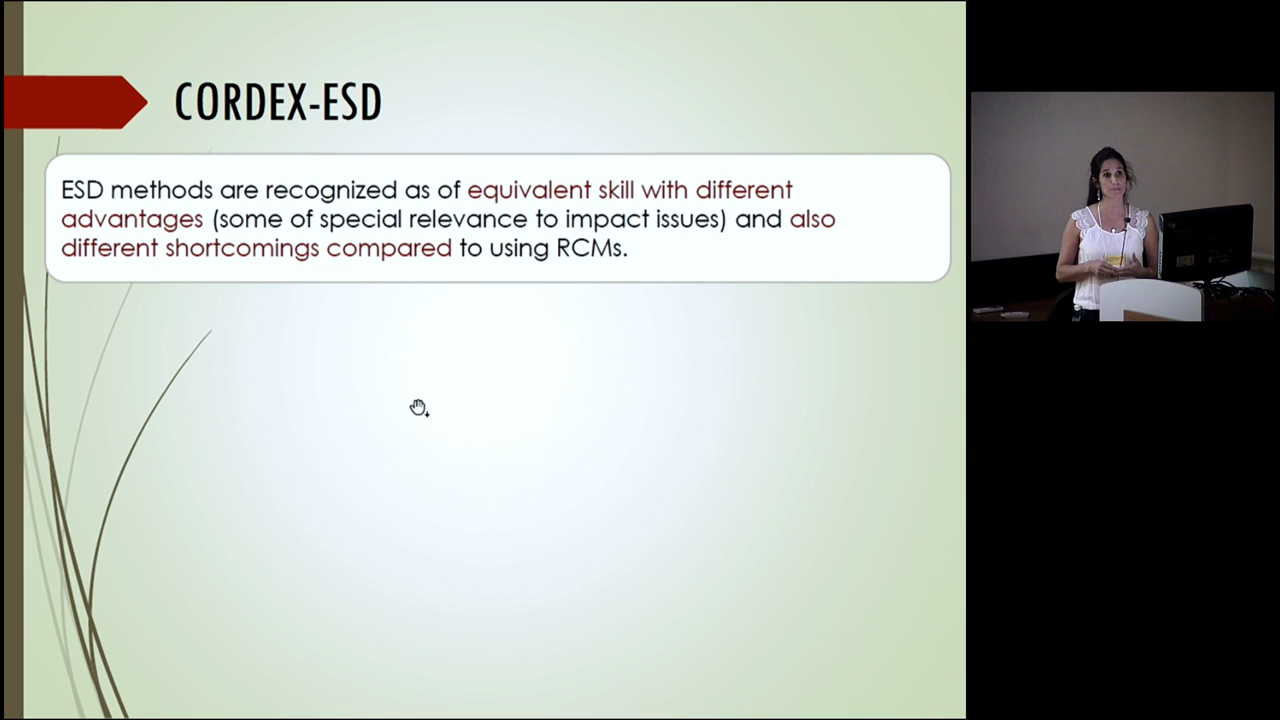 CORDEX-ESD
ESD methods are recognized as of equivalent skill with different
advantages (some of special relevance to impact issues) and also
different shortcomings compared to using RCMs.